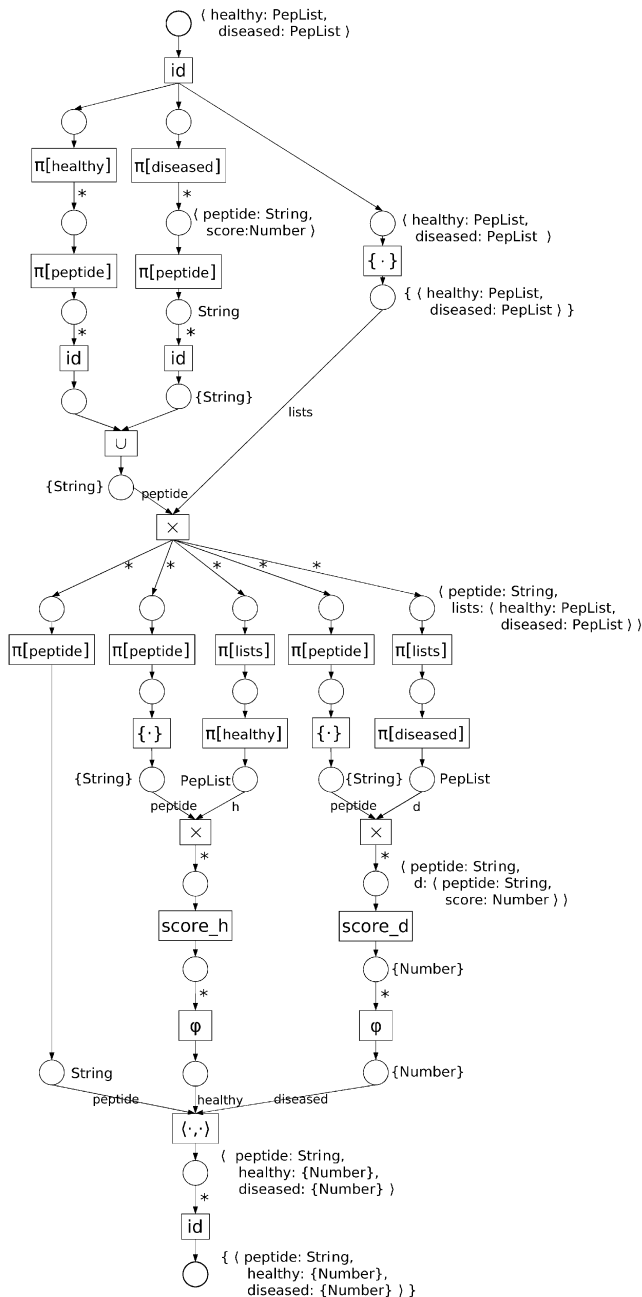 ⟨ healthy: PepList,
diseased: PepList ⟩
id
π[healthy]
π[diseased]
*
*
⟨ peptide: String,
score:Number ⟩
⟨ healthy: PepList,
diseased: PepList ⟩
{ · }
π[peptide]
π[peptide]
{ ⟨ healthy: PepList,
diseased: PepList ⟩ }
String
*
*
id
id
{String}
lists
∪
{String}
peptide
×
*
*
*
*
*
⟨ peptide: String,
lists: ⟨ healthy: PepList,
diseased: PepList ⟩ ⟩
π[peptide]
π[peptide]
π[lists]
π[peptide]
π[lists]
{·}
π[healthy]
{·}
π[diseased]
{String}
PepList
{String}
PepList
peptide
h
peptide
d
×
×
*
*
⟨ peptide: String,
d: ⟨ peptide: String,
score: Number ⟩ ⟩
score_h
score_d
{Number}
*
*
φ
φ
String
{Number}
peptide
healthy
diseased
⟨·,·⟩
⟨ peptide: String,
healthy: {Number},
diseased: {Number} ⟩
*
id
{ ⟨ peptide: String,
healthy: {Number},
diseased: {Number} ⟩ }